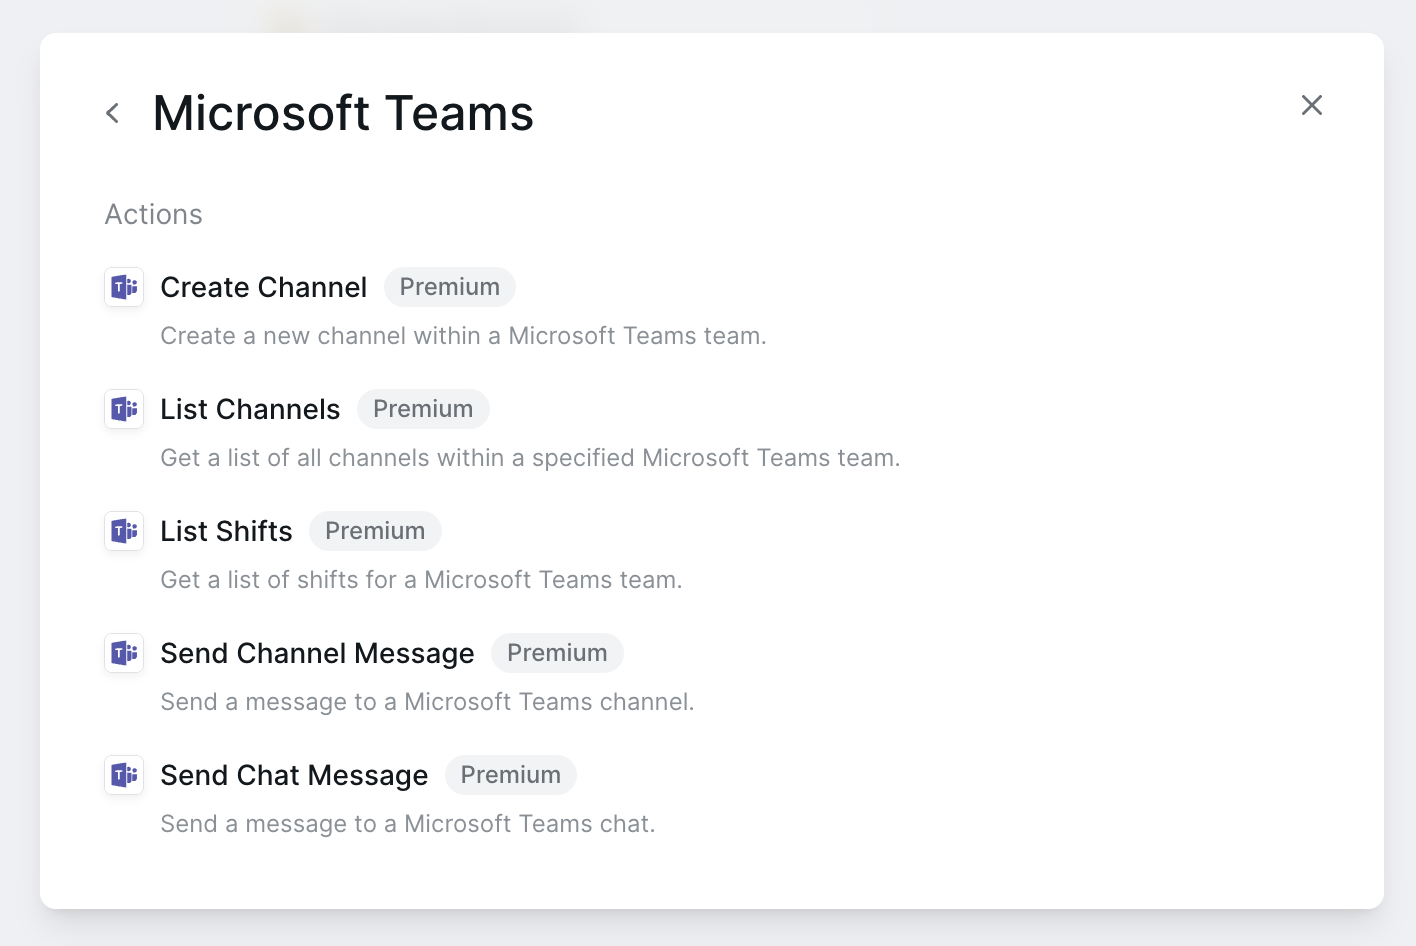 Microsoft Teams
Actions
Create Channel Premium
Create a new channel within a Microsoft Teams team.
List Channels Premium
Get a list of all channels within a specified Microsoft Teams team.
List Shifts Premium
Get a list of shifts for a Microsoft Teams team.
Send Channel Message Premium
Send a message to a Microsoft Teams channel.
Send Chat Message Premium
Send a message to a Microsoft Teams chat.